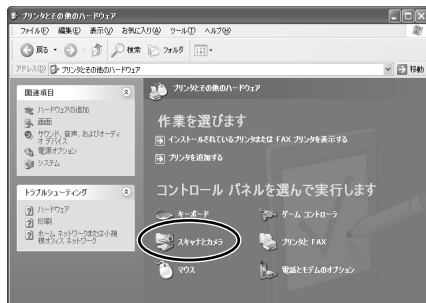 プリンタとその他のハードウェア
ファイル(F) 編集(E) 表示(V) お気に入り(A) ツール(T) ヘルプ(H)
戻る 検索 フォルダ
アドレス(D) プリンタとその他のハードウェア 移動
関連項目
ハードウェアの追加
画面
サウンド、音声、およびオーディオ デバイス
電源オプション
システム
トラブルシューティング
ハードウェア
印刷
ホーム ネットワークまたは小規模オフィス ネットワーク
プリンタとその他のハードウェア
作業を選びます
インストールされているプリンタまたは FAX プリンタを表示する
プリンタを追加する
コントロール パネルを選んで実行します
キーボード
ゲーム コントローラ
スキャナとカメラ
プリンタと FAX
マウス
電話とモデムのオプション